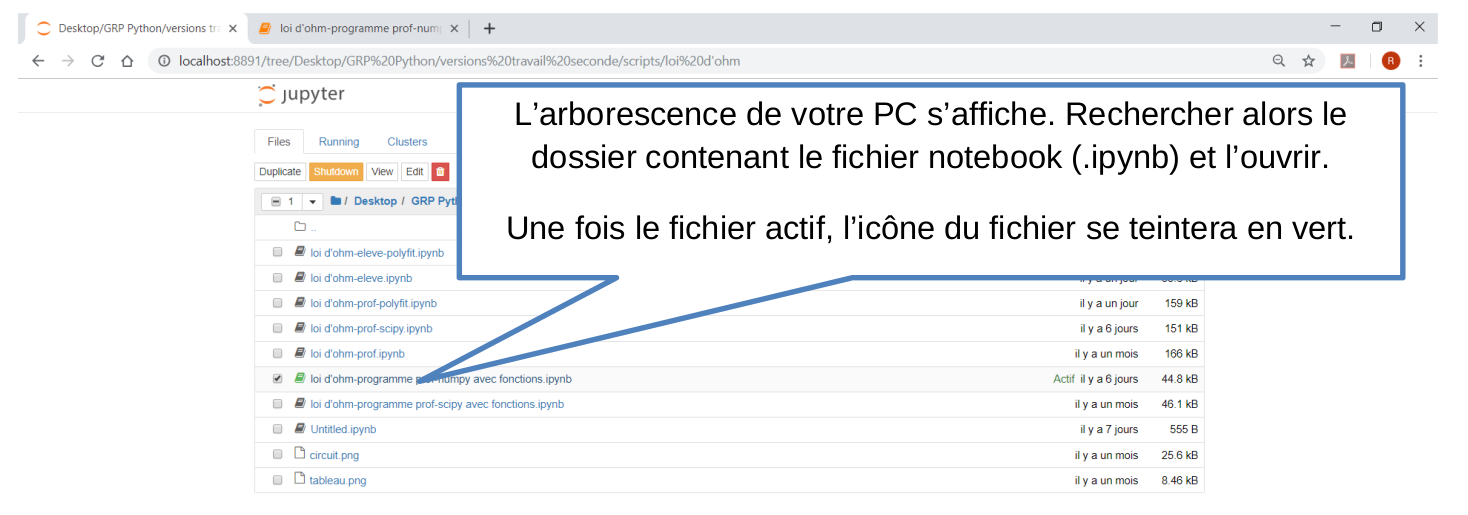 Desktop/GRP Python/versions tr
loi d'ohm-programme prof-num
localhost:8891/tree/Desktop/GRP%20Python/versions%20travail%20seconde/scripts/loi%20d'ohm
R
jupyter
L’arborescence de votre PC s’affiche. Rechercher alors le
dossier contenant le fichier notebook (.ipynb) et l’ouvrir.
Une fois le fichier actif, l’icône du fichier se teintera en vert.
Files Running Clusters
Duplicate Shutdown View Edit
1 / Desktop / GRP Pyt
..
loi d'ohm-eleve-polyfit.ipynb
loi d'ohm-eleve.ipynb il y a un jour kB
loi d'ohm-prof-polyfit.ipynb il y a un jour 159 kB
loi d'ohm-prof-scipy.ipynb il y a 6 jours 151 kB
loi d'ohm-prof.ipynb il y a un mois 166 kB
loi d'ohm-programme prof-numpy avec fonctions.ipynb Actif il y a 6 jours 44.8 kB
loi d'ohm-programme prof-scipy avec fonctions.ipynb il y a un mois 46.1 kB
Untitled.ipynb il y a 7 jours 555 B
circuit.png il y a un mois 25.6 kB
tableau.png il y a un mois 8.46 kB